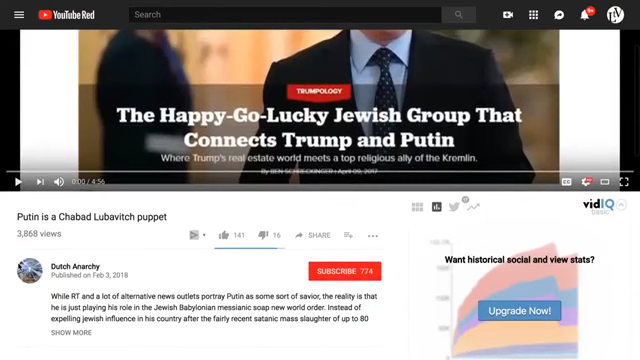 YouTube Red
Search
9+
TRUMPOLOGY
The Happy-Go-Lucky Jewish Group That
Connects Trump and Putin
Where Trump's real estate world meets a top religious ally of the Kremlin.
By BEN SCHRECKINGER | April 09, 2017
0:00 / 4:56
Putin is a Chabad Lubavitch puppet
3,868 views
141
16
SHARE
vidIQ
basic
Dutch Anarchy
Published on Feb 3, 2018
SUBSCRIBE 774
Want historical social and view stats?
Upgrade Now!
While RT and a lot of alternative news outlets portray Putin as some sort of savior, the reality is that
he is just playing his role in the Jewish Babylonian messianic soap new world order. Instead of
expelling jewish influence in his country after the fairly recent satanic mass slaughter of up to 80
SHOW MORE